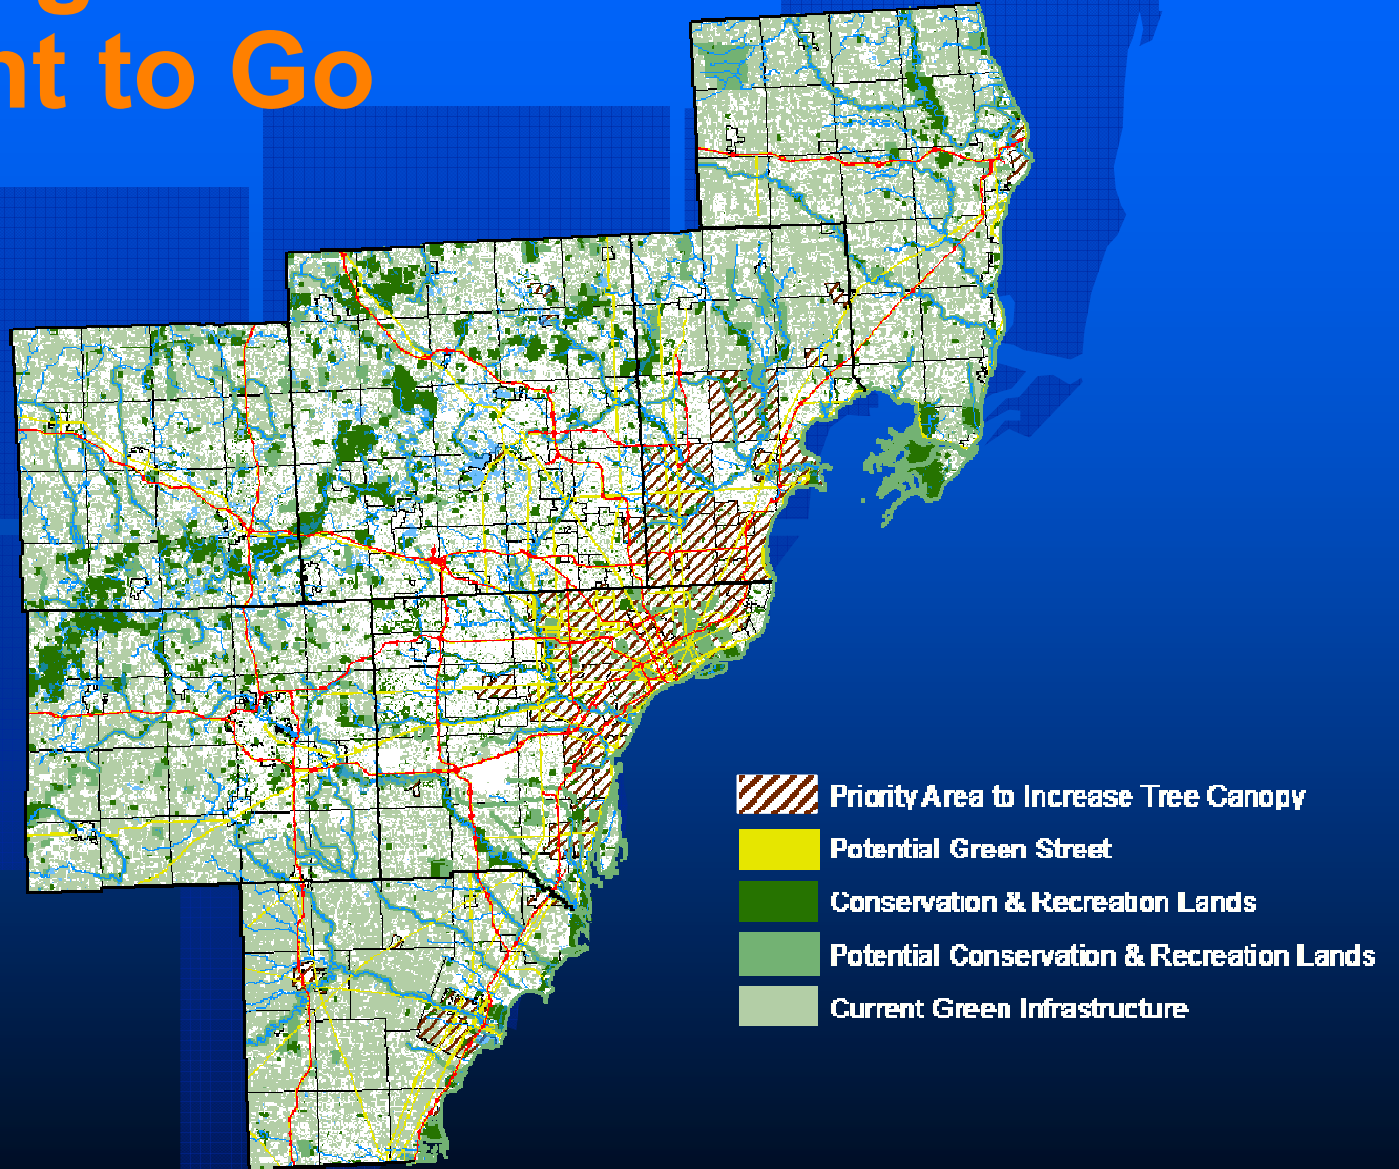 nt to Go
Priority Area to Increase Tree Canopy
Potential Green Street
Conservation & Recreation Lands
Potential Conservation & Recreation Lands
Current Green Infrastructure